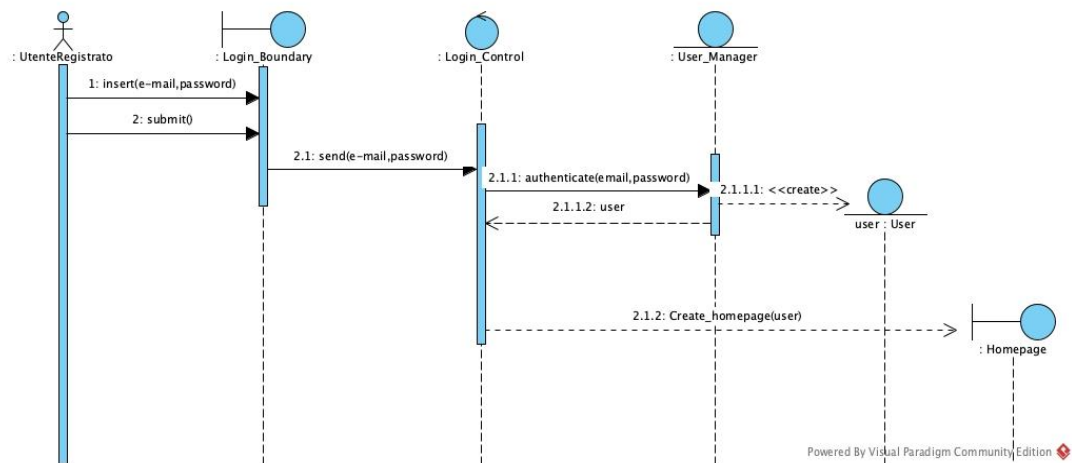 : UtenteRegistrato
: Login_Boundary
: Login_Control
: User_Manager
1: insert(e-mail,password)
2: submit()
2.1: send(e-mail,password)
2.1.1: authenticate(email,password)
2.1.1.1: <<create>>
2.1.1.2: user
user : User
2.1.2: Create_homepage(user)
: Homepage
Powered By Visual Paradigm Community Edition